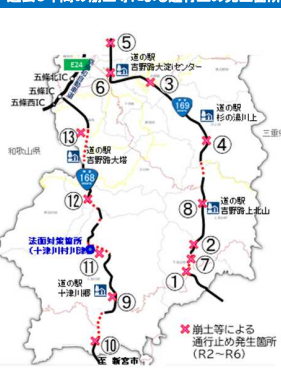 ⑤
道の駅
吉野路大淀iセンター
E24
五條北IC
五條IC
五條西IC
⑥
③
169
道の駅
杉の湯川上
三重県
⑬
④
和歌山県
道の駅
吉野路大塔
168
⑫
⑧
道の駅
吉野路上北山
法面対策箇所
(十津川村川津)
②
⑪
⑦
①
道の駅
十津川郷
⑨
崩土等による
通行止め発生箇所
(R2~R6)
⑩
至 新宮市